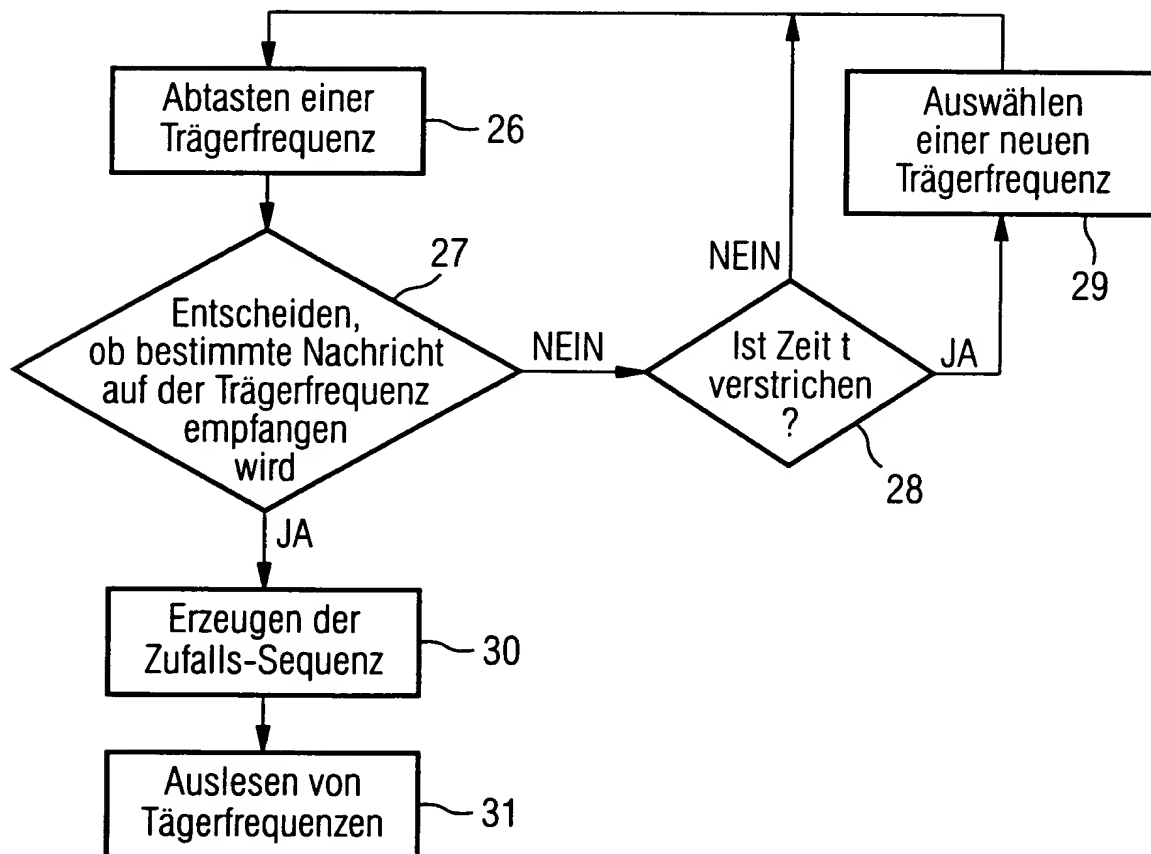 Abtasten einer
Trägerfrequenz
26
Auswählen
einer neuen
Trägerfrequenz
29
27
Entscheiden,
ob bestimmte Nachricht
auf der Trägerfrequenz
empfangen
wird
NEIN
NEIN
Ist Zeit t
verstrichen
?
JA
28
JA
Erzeugen der
Zufalls-Sequenz
30
Auslesen von
Tägerfrequenzen
31